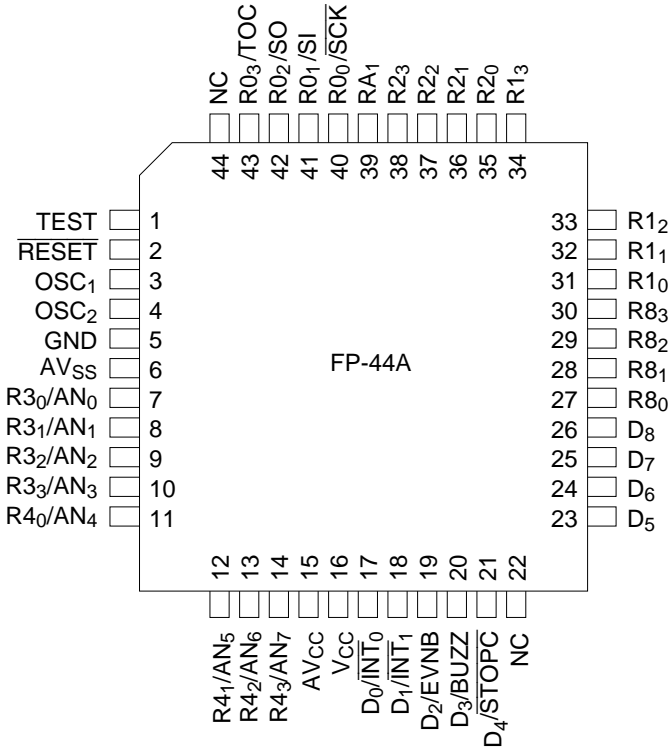 NC
R0₃/TOC
R0₂/SO
R0₁/SI
R0₀/S̅C̅K̅
RA₁
R2₃
R2₂
R2₁
R2₀
R1₃
44
43
42
41
40
39
38
37
36
35
34
TEST 1
R̅E̅S̅E̅T̅ 2
OSC₁ 3
OSC₂ 4
GND 5
AVSS 6
R3₀/AN₀ 7
R3₁/AN₁ 8
R3₂/AN₂ 9
R3₃/AN₃ 10
R4₀/AN₄ 11
FP-44A
33 R1₂
32 R1₁
31 R1₀
30 R8₃
29 R8₂
28 R8₁
27 R8₀
26 D₈
25 D₇
24 D₆
23 D₅
12
13
14
15
16
17
18
19
20
21
22
R4₁/AN₅
R4₂/AN₆
R4₃/AN₇
AVCC
VCC
D₀/I̅N̅T̅₀
D₁/I̅N̅T̅₁
D₂/EVNB
D₃/BUZZ
D₄/S̅T̅O̅P̅C̅
NC